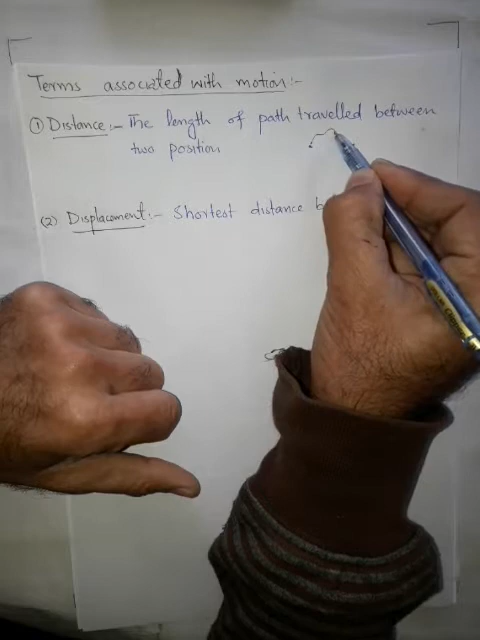 Terms associated with motion:-
① Distance:- The length of path travelled between
two position
(2) Displacement:- Shortest distance